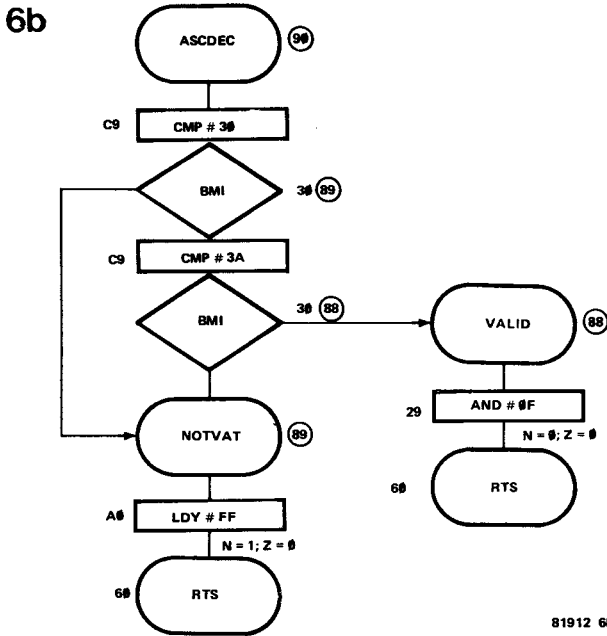 6b
ASCDEC 90
C9 CMP # 30
BMI 30 89
C9 CMP # 3A
BMI 30 88
VALID 88
29 AND # 0F
N = 0; Z = 0
60 RTS
NOTVAT 89
A0 LDY # FF
N = 1; Z = 0
60 RTS
81912 6